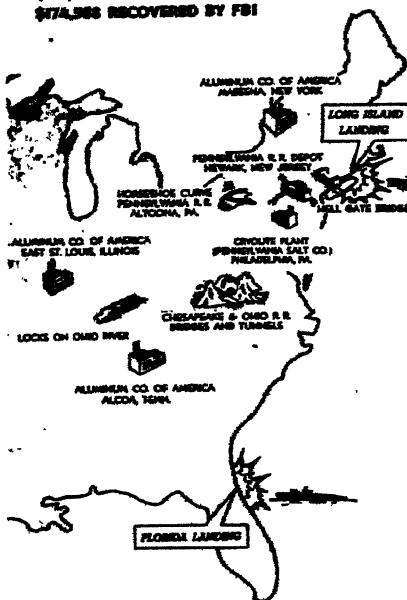 $174,588 RECOVERED BY FBI
ALUMINUM CO. OF AMERICA
MASSENA, NEW YORK
LONG ISLAND
LANDING
PENNSYLVANIA R.R. DEPOT
NEWARK, NEW JERSEY
HORSESHOE CURVE
PENNSYLVANIA R.R.
ALTOONA, PA.
HELL GATE BRIDGE
ALUMINUM CO. OF AMERICA
EAST ST. LOUIS, ILLINOIS
CRYOLITE PLANT
(PENNSYLVANIA SALT CO.)
PHILADELPHIA, PA.
CHESAPEAKE & OHIO R.R.
BRIDGES AND TUNNELS
LOCKS ON OHIO RIVER
ALUMINUM CO. OF AMERICA
ALCOA, TENN.
FLORIDA LANDING